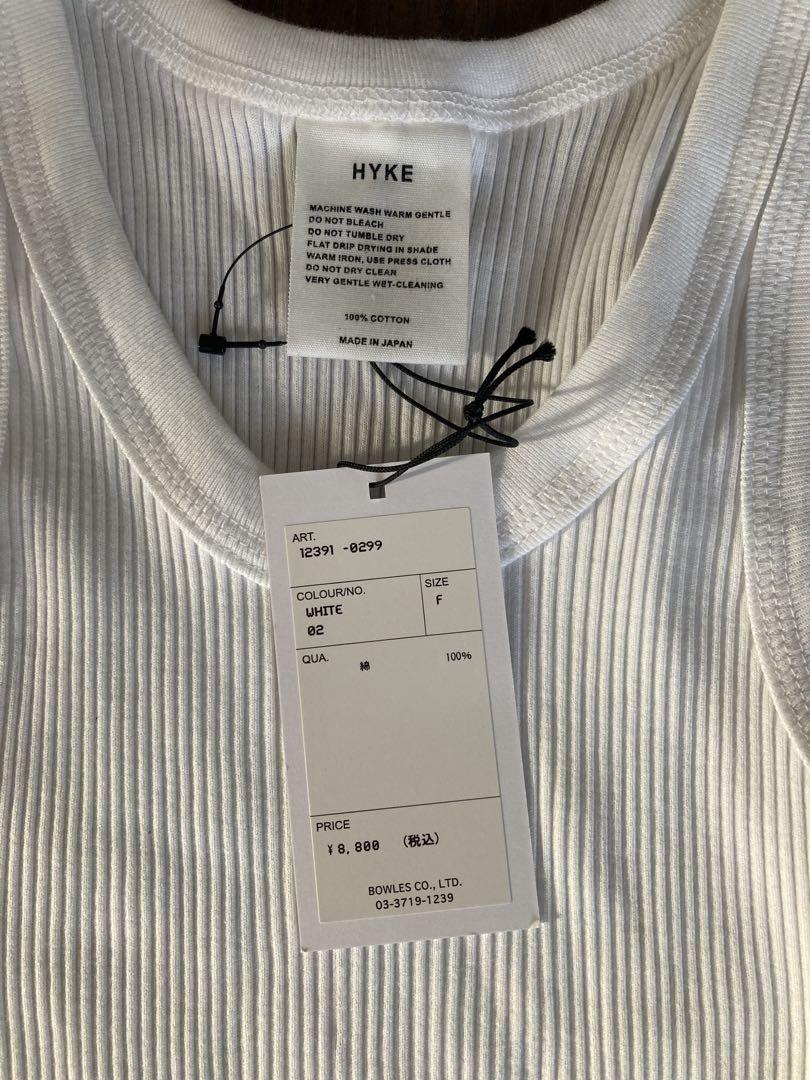 HYKE
MACHINE WASH WARM GENTLE
DO NOT BLEACH
DO NOT TUMBLE DRY
FLAT DRIP DRYING IN SHADE
WARM IRON, USE PRESS CLOTH
DO NOT DRY CLEAN
VERY GENTLE WET-CLEANING
100% COTTON
MADE IN JAPAN
ART.
12391 -0299
COLOUR/NO.
WHITE
02
SIZE
F
QUA.
綿 100%
PRICE
¥8,800 (税込)
BOWLES CO., LTD.
03-3719-1239